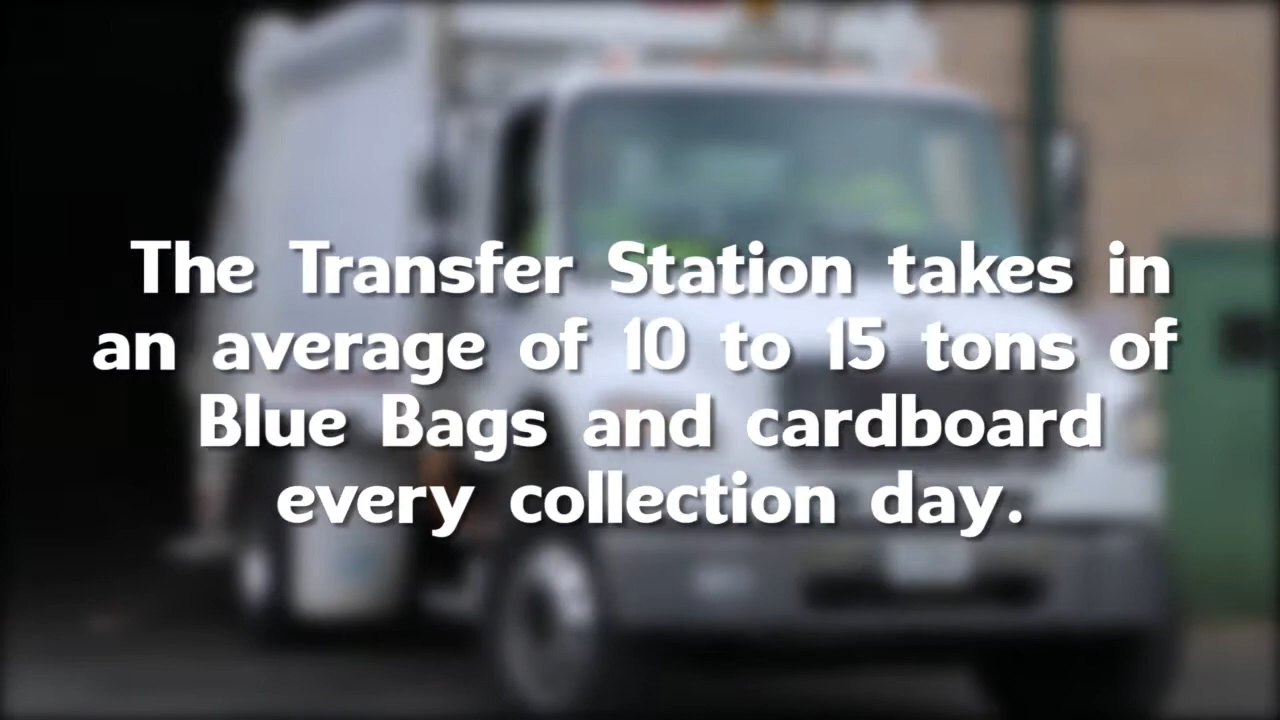 The Transfer Station takes in
an average of 10 to 15 tons of
Blue Bags and cardboard
every collection day.